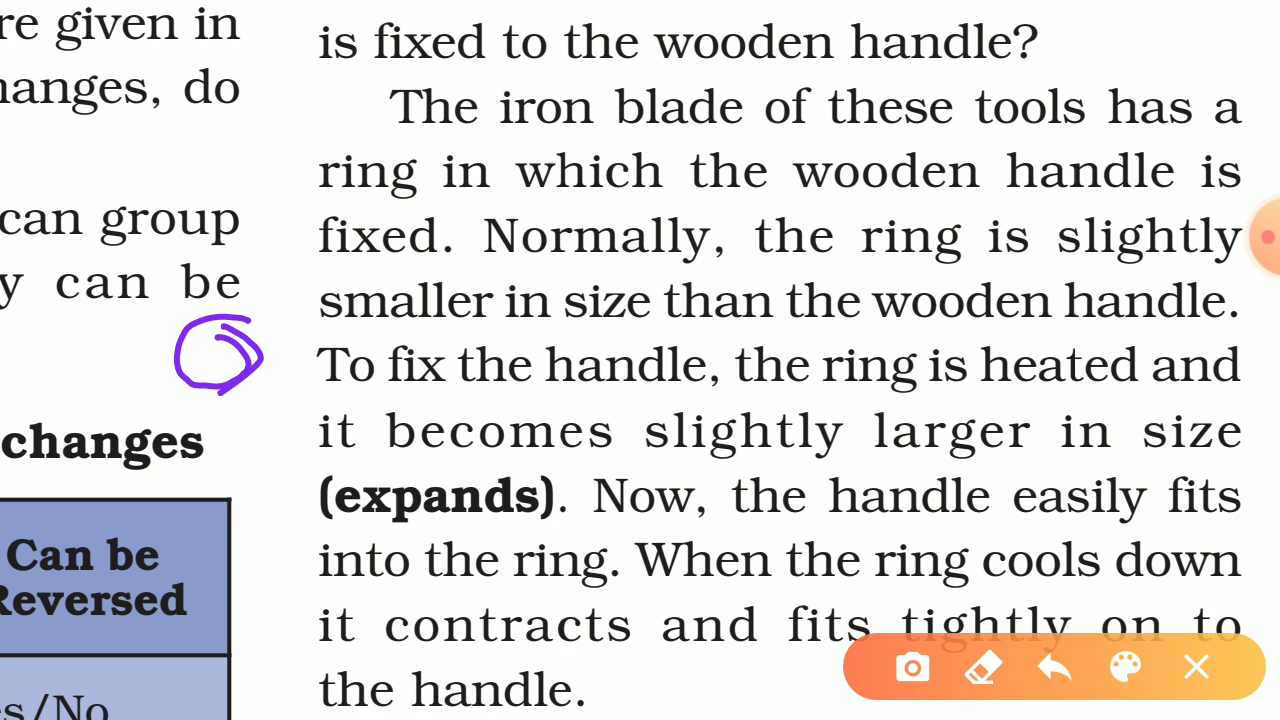 re given in
hanges, do
can group
y can be
changes
Can be
Reversed
/No
is fixed to the wooden handle?
The iron blade of these tools has a
ring in which the wooden handle is
fixed. Normally, the ring is slightly
smaller in size than the wooden handle.
To fix the handle, the ring is heated and
it becomes slightly larger in size
(expands). Now, the handle easily fits
into the ring. When the ring cools down
it contracts and fits tightly on to
the handle.